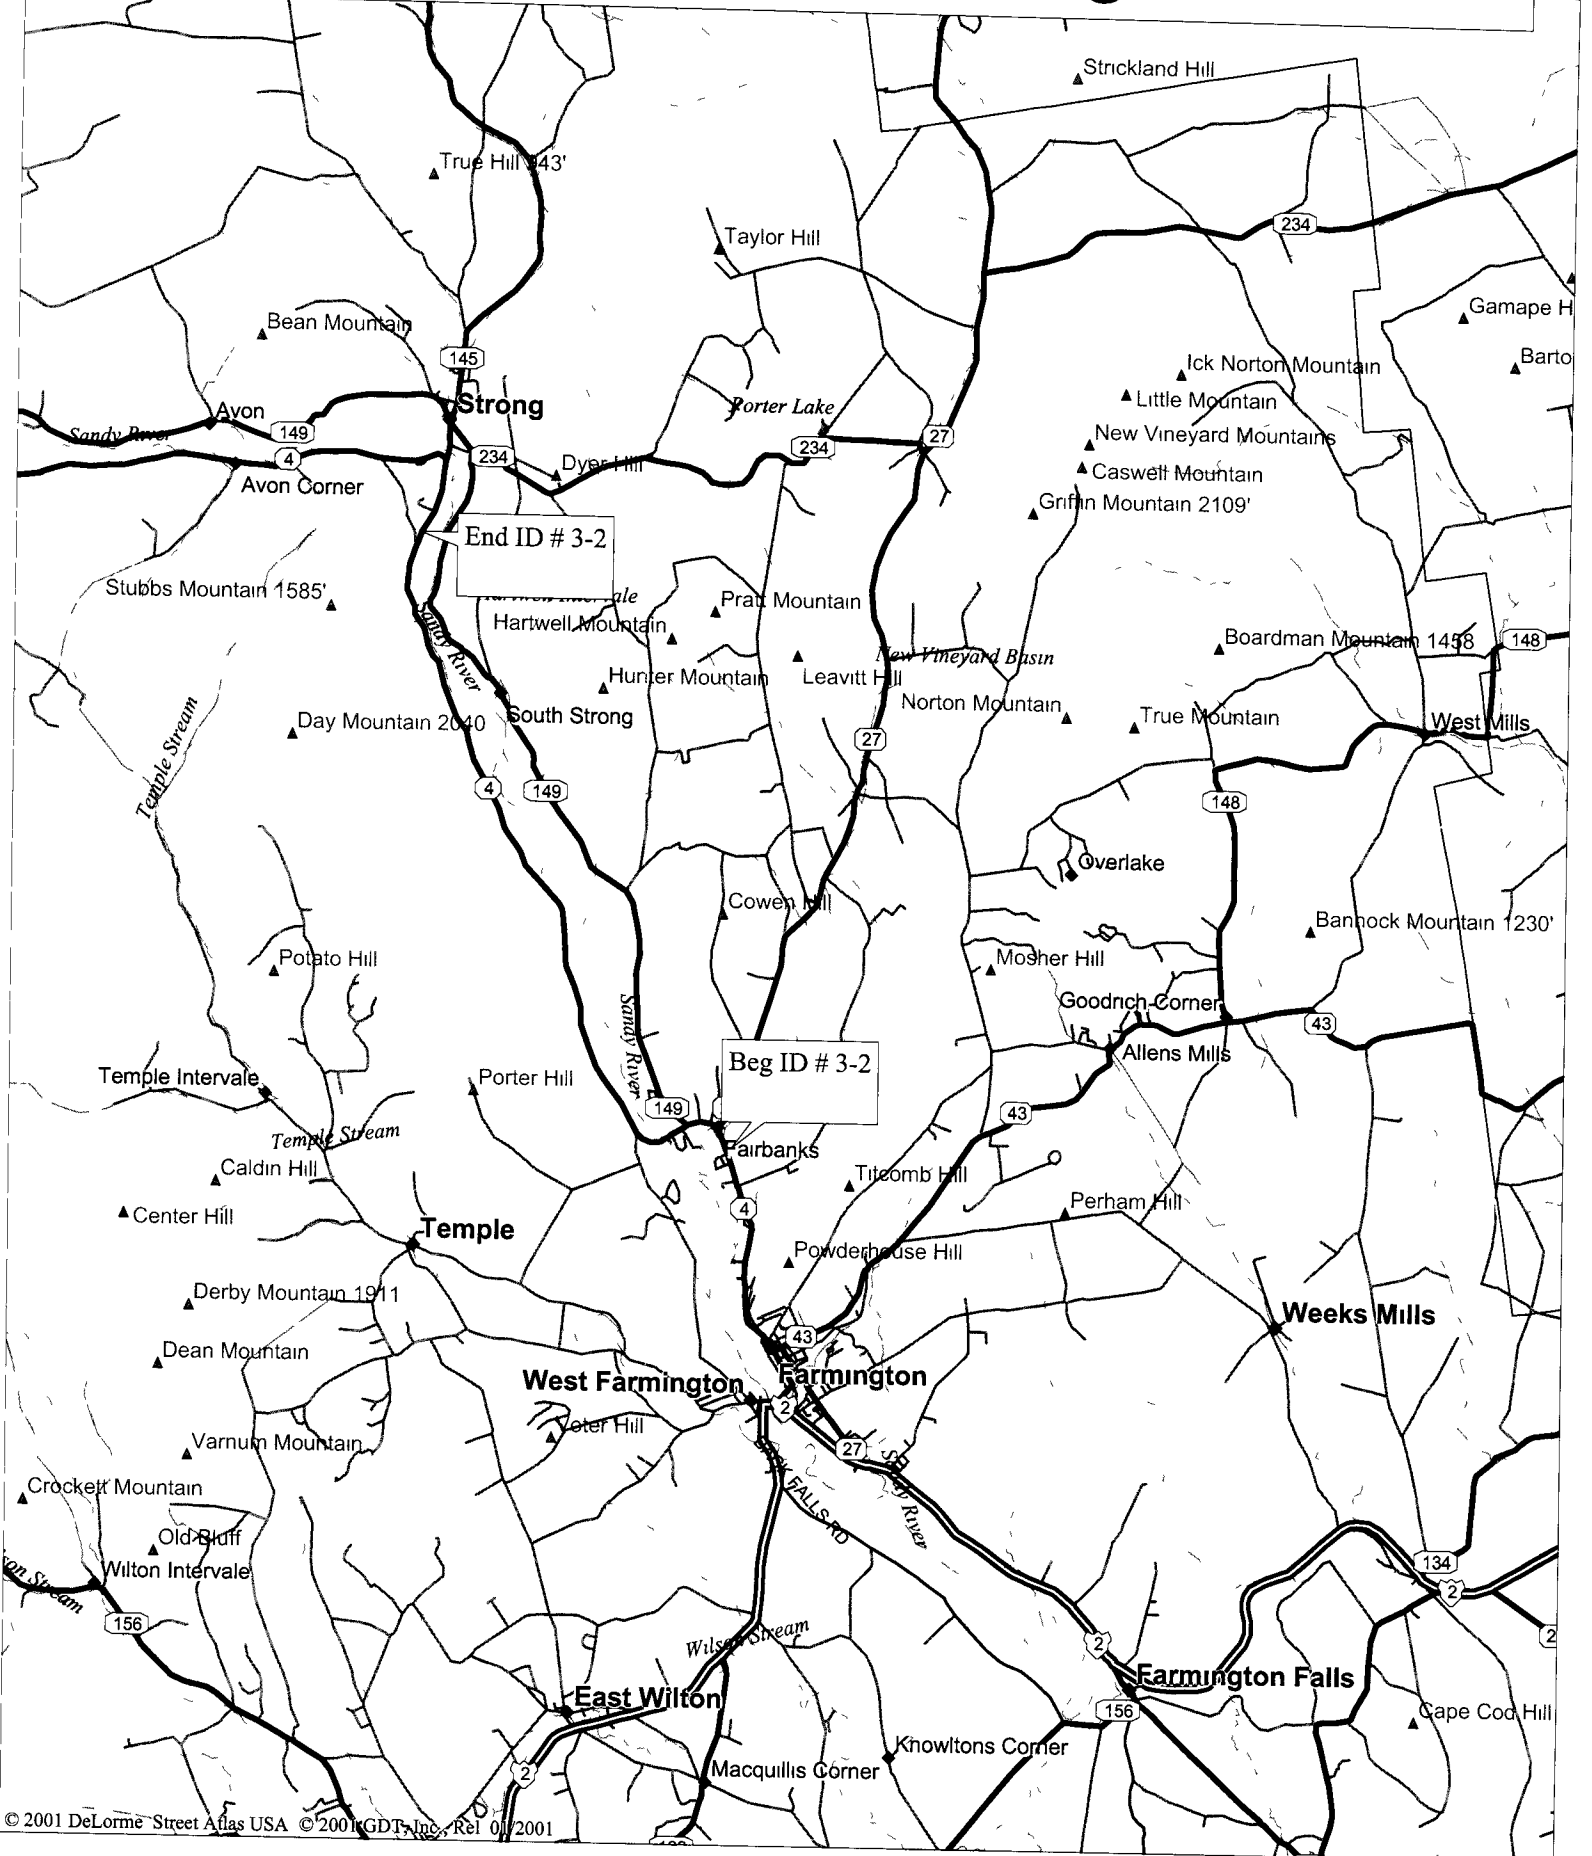 Strickland Hill
True Hill 943'
234
Taylor Hill
Gamape H
Bean Mountain
145
Ick Norton Mountain
Barto
Little Mountain
Strong
Avon
Porter Lake
27
New Vineyard Mountains
Sandy River
149
234
234
4
Dyer Hill
Caswell Mountain
Avon Corner
Griffin Mountain 2109'
End ID # 3-2
Stubbs Mountain 1585'
Pratt Mountain
Hartwell Mountain
Sandy River
Boardman Mountain 1458
148
New Vineyard Basin
Hunter Mountain
Leavitt Hill
Norton Mountain
South Strong
Day Mountain 2040
True Mountain
West Mills
27
Temple Stream
4
149
148
Overlake
Cowen Hill
Bannock Mountain 1230'
Potato Hill
Mosher Hill
Goodrich Corner
43
Sandy River
Allens Mills
Beg ID # 3-2
Temple Intervale
Porter Hill
149
43
Temple Stream
Fairbanks
Caldin Hill
Titcomb Hill
Center Hill
4
Perham Hill
Temple
Powderhouse Hill
Derby Mountain 1911
Weeks Mills
43
Dean Mountain
West Farmington
Farmington
2
Voter Hill
Varnum Mountain
27
Crockett Mountain
Sandy River
FALLS RD
Old Bluff
Wilton Intervale
134
2
156
Wilson Stream
2
Farmington Falls
East Wilton
156
Cape Cod Hill
Knowltons Corner
2
Macquillis Corner
© 2001 DeLorme Street Atlas USA © 2001 GDT, Inc., Rel 01/2001